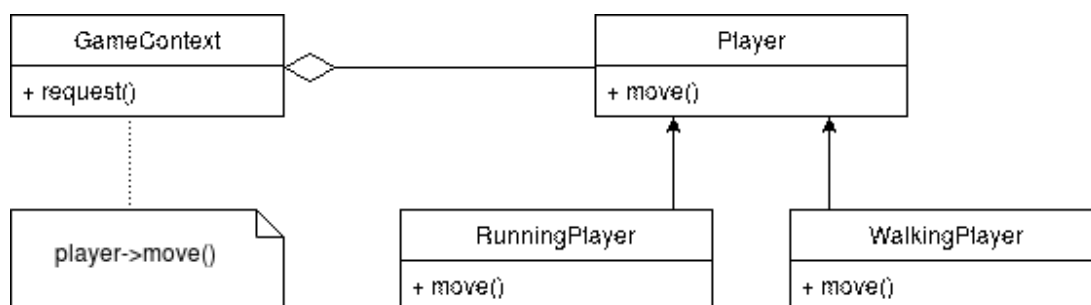 GameContext
+ request()
Player
+ move()
player->move()
RunningPlayer
+ move()
WalkingPlayer
+ move()